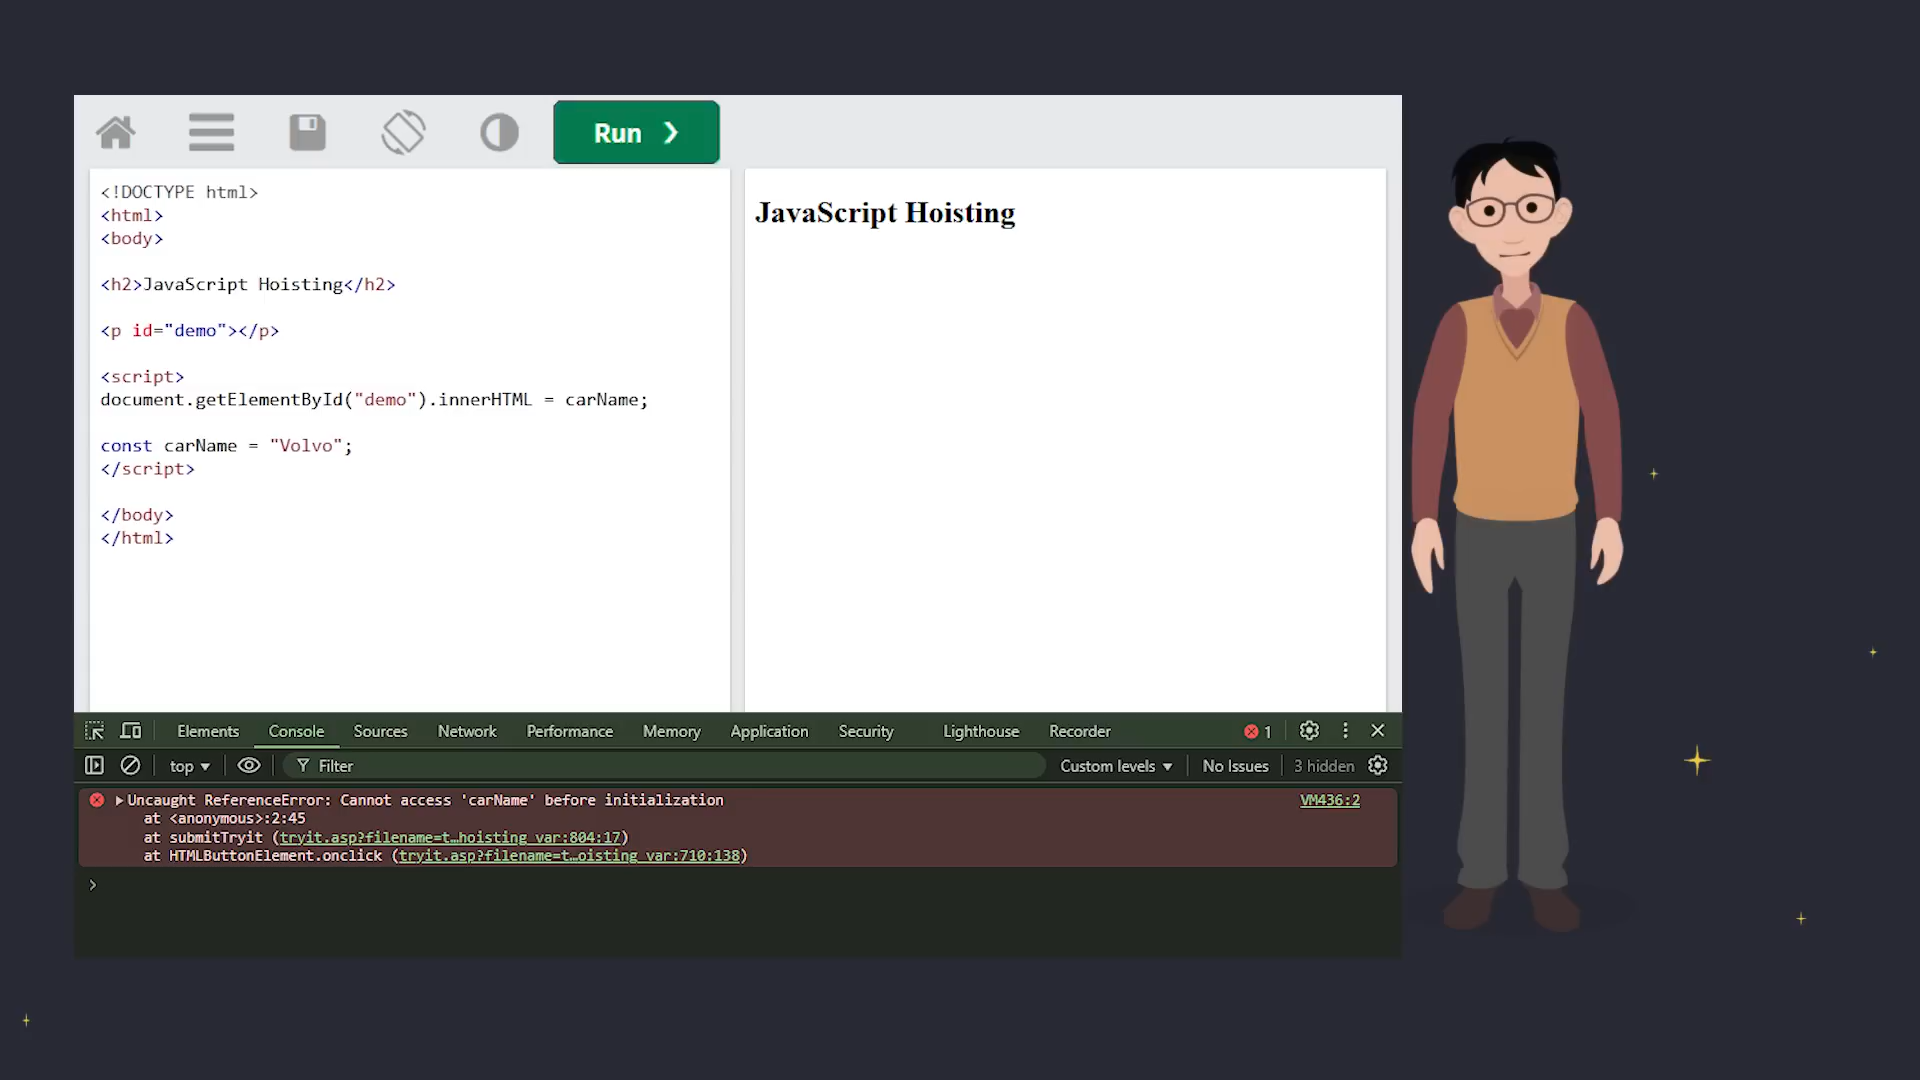 Run ❯
<!DOCTYPE html>
<html>
<body>
<h2>JavaScript Hoisting</h2>
<p id="demo"></p>
<script>
document.getElementById("demo").innerHTML = carName;
const carName = "Volvo";
</script>
</body>
</html>
JavaScript Hoisting
Elements Console Sources Network Performance Memory Application Security Lighthouse Recorder 1
top Filter Custom levels No Issues 3 hidden
Uncaught ReferenceError: Cannot access 'carName' before initialization VM436:2
at <anonymous>:2:45
at submitTryit (tryit.asp?filename=t…hoisting_var:804:17)
at HTMLButtonElement.onclick (tryit.asp?filename=t…oisting_var:710:138)
>